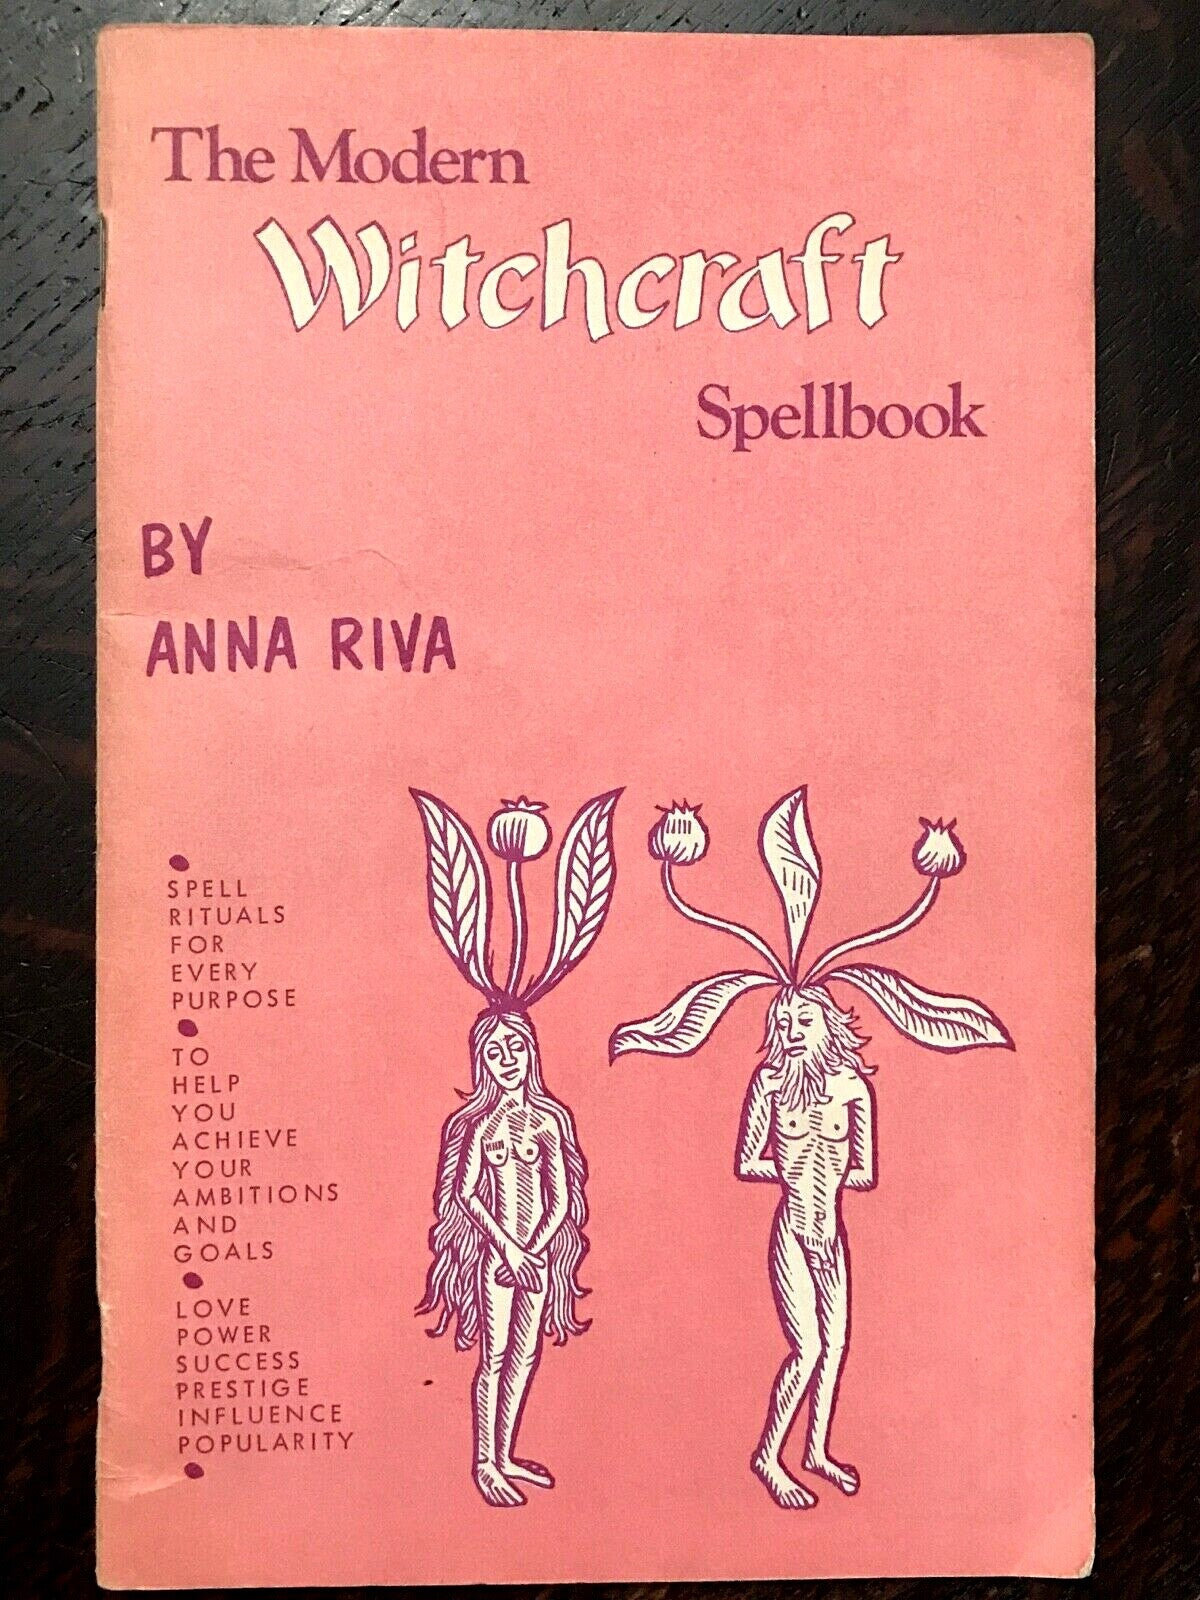 The Modern
Witchcraft
Spellbook
BY
ANNA RIVA
• SPELL
RITUALS
FOR
EVERY
PURPOSE
•
TO
HELP
YOU
ACHIEVE
YOUR
AMBITIONS
AND
GOALS
•
LOVE
POWER
SUCCESS
PRESTIGE
INFLUENCE
POPULARITY
•